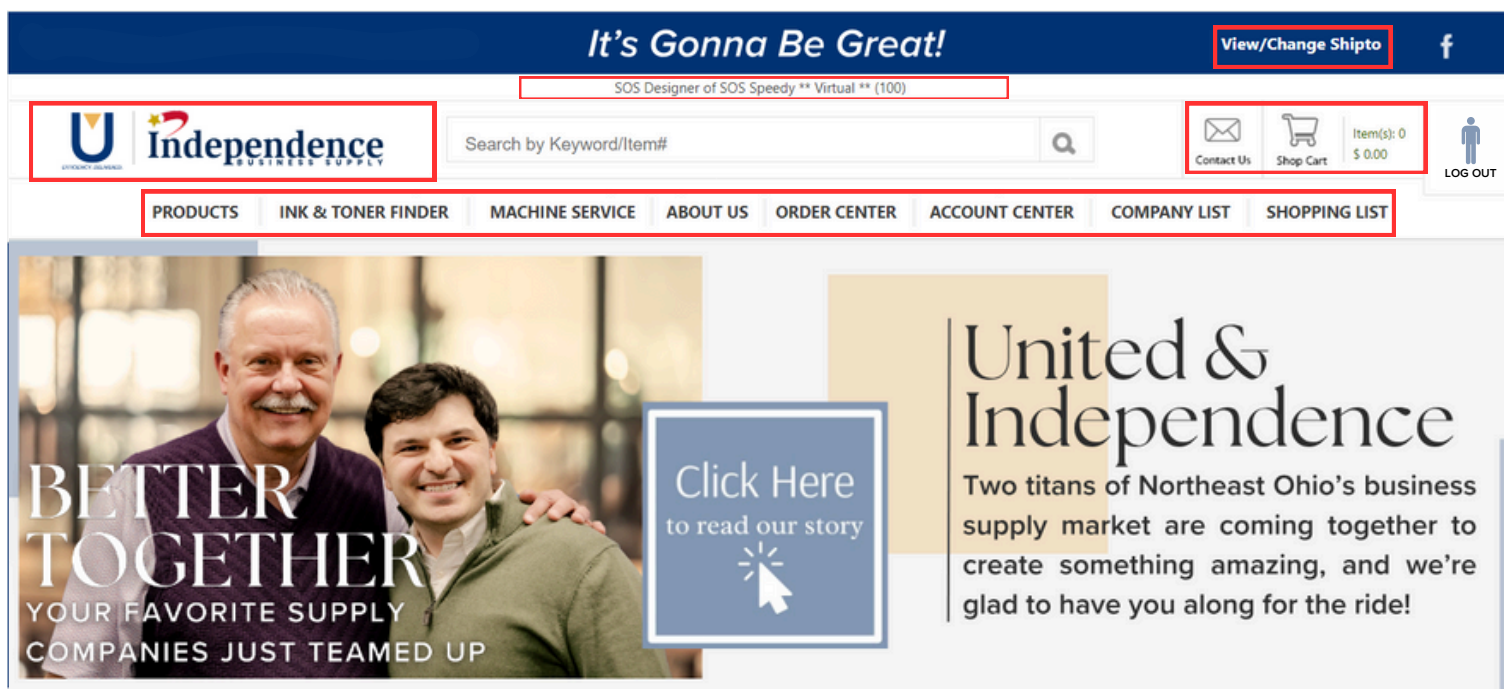 It's Gonna Be Great!
View/Change Shipto
f
SOS Designer of SOS Speedy ** Virtual ** (100)
U
Independence
BUSINESS SUPPLY
Search by Keyword/Item#
Contact Us
Shop Cart
Item(s): 0
$ 0.00
LOG OUT
PRODUCTS INK & TONER FINDER MACHINE SERVICE ABOUT US ORDER CENTER ACCOUNT CENTER COMPANY LIST SHOPPING LIST
BETTER
TOGETHER
YOUR FAVORITE SUPPLY
COMPANIES JUST TEAMED UP
Click Here
to read our story
United &
Independence
Two titans of Northeast Ohio's business
supply market are coming together to
create something amazing, and we're
glad to have you along for the ride!